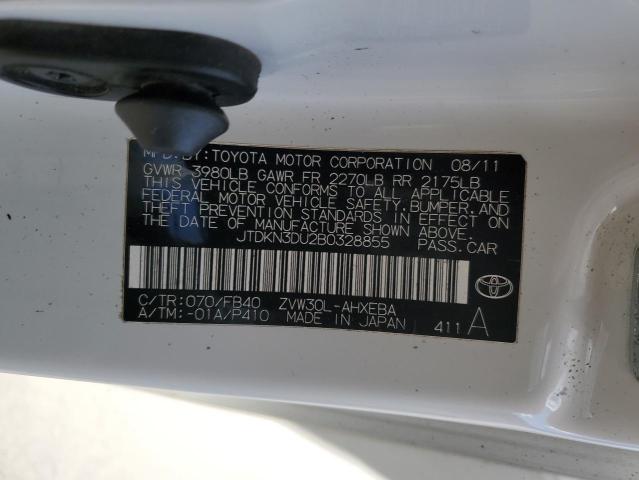 MFD.BY:TOYOTA MOTOR CORPORATION 08/11
GVWR 3980LB GAWR FR 2270LB RR 2175LB
THIS VEHICLE CONFORMS TO ALL APPLICABLE
FEDERAL MOTOR VEHICLE SAFETY,BUMPER,AND
THEFT PREVENTION STANDARDS IN EFFECT ON
THE DATE OF MANUFACTURE SHOWN ABOVE.
JTDKN3DU2B0328855 PASS.CAR
C/TR:070/FB40 ZVW30L-AHXEBA
A/TM:-01A/P410 MADE IN JAPAN 411 A